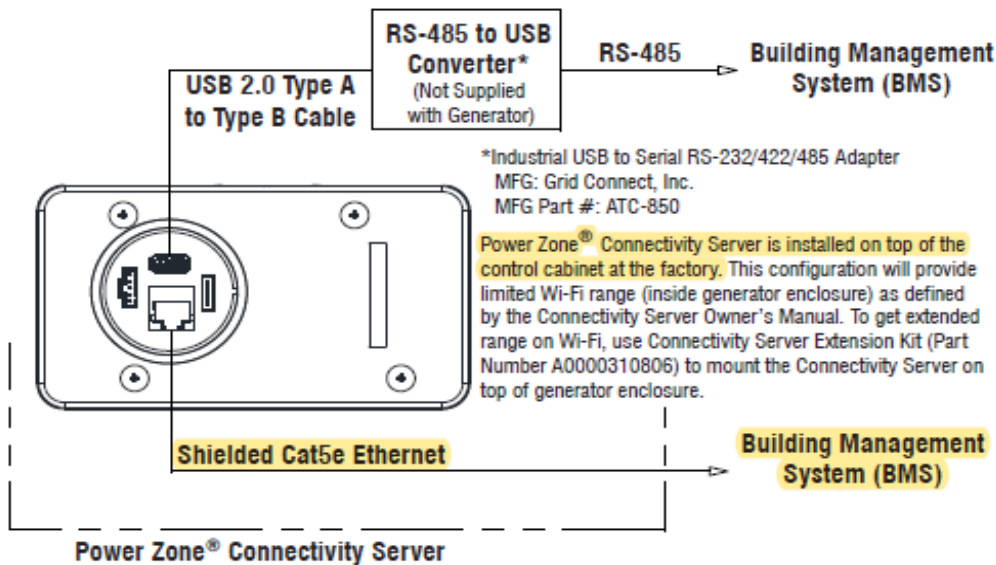 RS-485 to USB
Converter*
(Not Supplied
with Generator)
RS-485
Building Management
System (BMS)
USB 2.0 Type A
to Type B Cable
*Industrial USB to Serial RS-232/422/485 Adapter
MFG: Grid Connect, Inc.
MFG Part #: ATC-850
Power Zone® Connectivity Server is installed on top of the
control cabinet at the factory. This configuration will provide
limited Wi-Fi range (inside generator enclosure) as defined
by the Connectivity Server Owner's Manual. To get extended
range on Wi-Fi, use Connectivity Server Extension Kit (Part
Number A0000310806) to mount the Connectivity Server on
top of generator enclosure.
Shielded Cat5e Ethernet
Building Management
System (BMS)
Power Zone® Connectivity Server